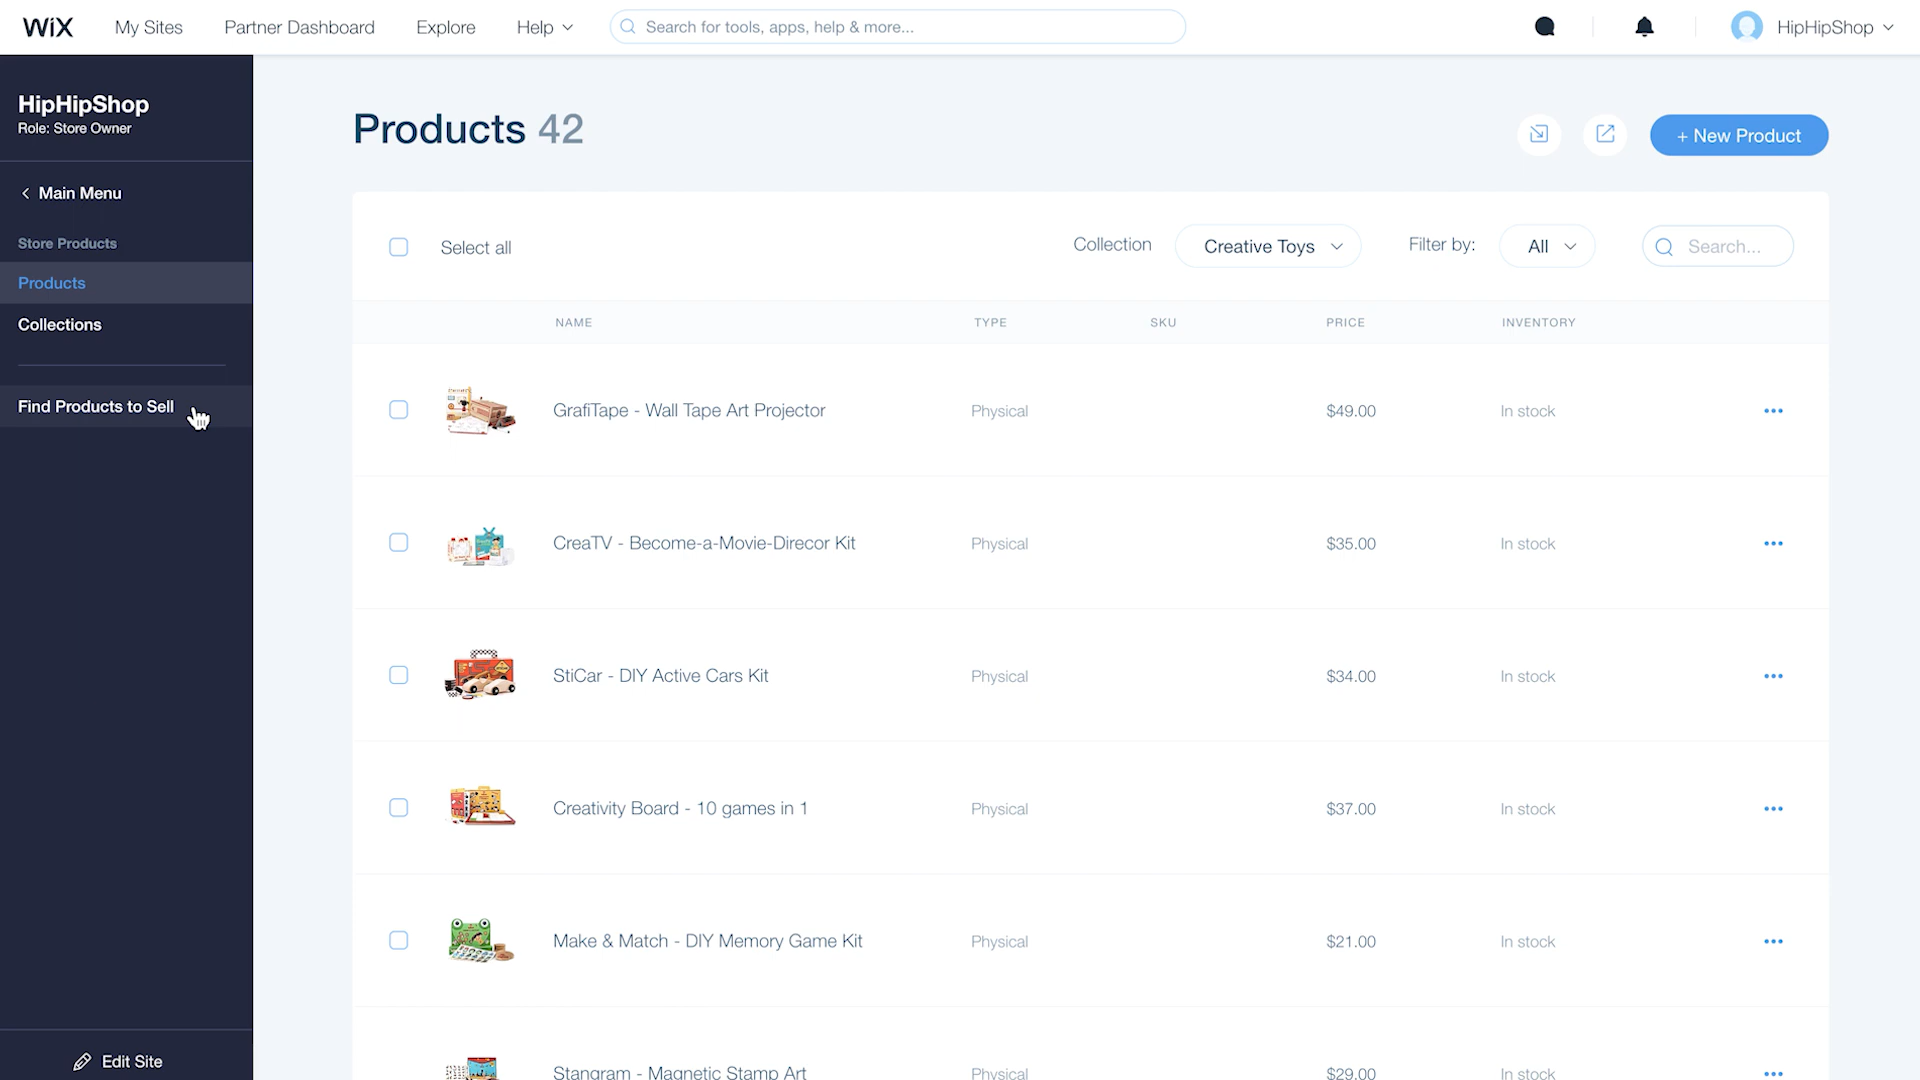 WiX
My Sites
Partner Dashboard
Explore
Help
Search for tools, apps, help & more...
HipHipShop
HipHipShop
Role: Store Owner
Main Menu
Store Products
Products
Collections
Find Products to Sell
Edit Site
Products 42
+ New Product
Select all
Collection
Creative Toys
Filter by:
All
Search...
NAME TYPE SKU PRICE INVENTORY
GrafiTape - Wall Tape Art Projector Physical $49.00 In stock
CreaTV - Become-a-Movie-Direcor Kit Physical $35.00 In stock
StiCar - DIY Active Cars Kit Physical $34.00 In stock
Creativity Board - 10 games in 1 Physical $37.00 In stock
Make & Match - DIY Memory Game Kit Physical $21.00 In stock
Stangram - Magnetic Stamp Art Physical $29.00 In stock